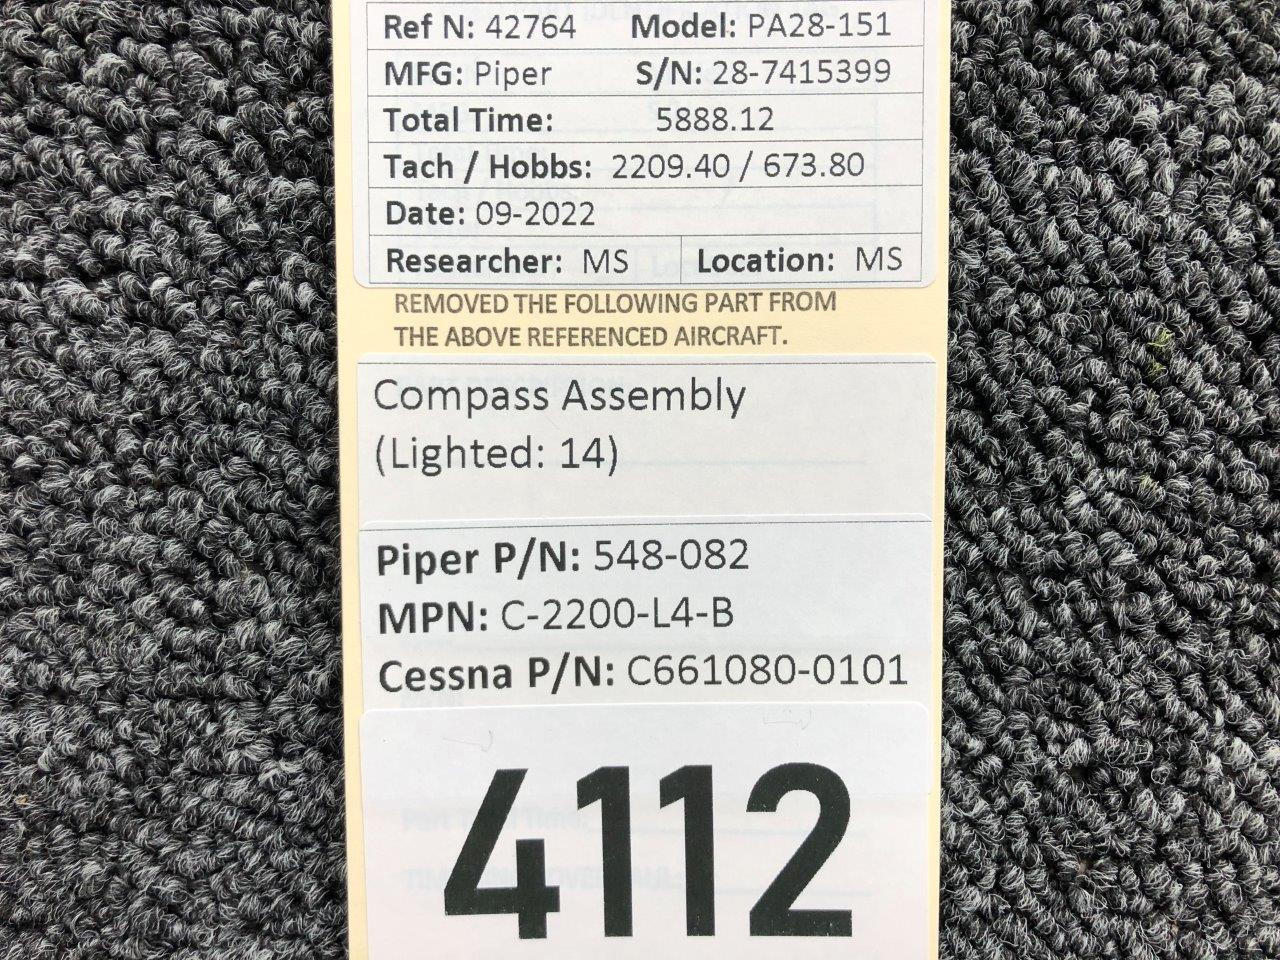 Ref N: 42764 Model: PA28-151
MFG: Piper S/N: 28-7415399
Total Time: 5888.12
Tach / Hobbs: 2209.40 / 673.80
Date: 09-2022
Researcher: MS Location: MS
REMOVED THE FOLLOWING PART FROM
THE ABOVE REFERENCED AIRCRAFT.
Compass Assembly
(Lighted: 14)
Piper P/N: 548-082
MPN: C-2200-L4-B
Cessna P/N: C661080-0101
4112